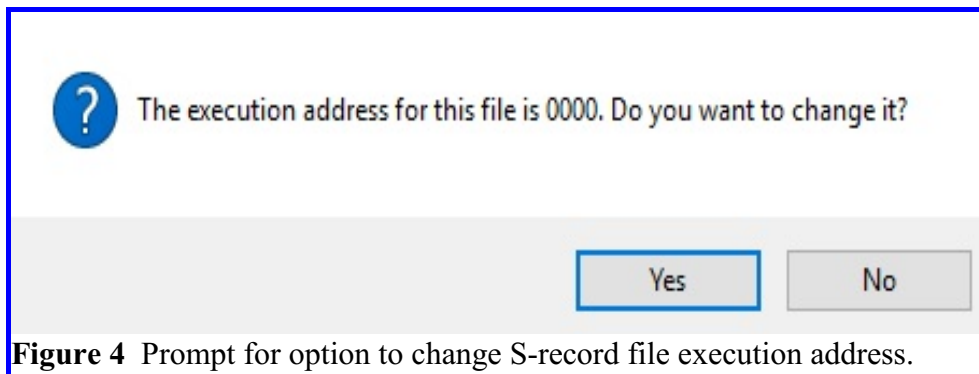 ?
The execution address for this file is 0000. Do you want to change it?
Yes
No
Figure 4 Prompt for option to change S-record file execution address.